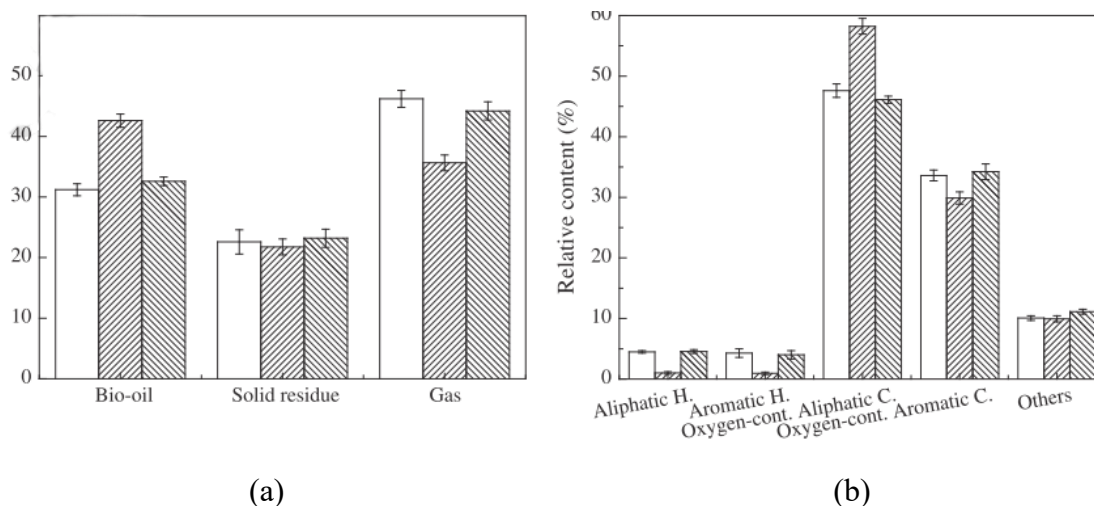 50
40
30
20
10
0
Bio-oil
Solid residue
Gas
(a)
Relative content (%)
60
50
40
30
20
10
0
Aliphatic H.
Aromatic H.
Oxygen-cont. Aliphatic C.
Oxygen-cont. Aromatic C.
Others
(b)